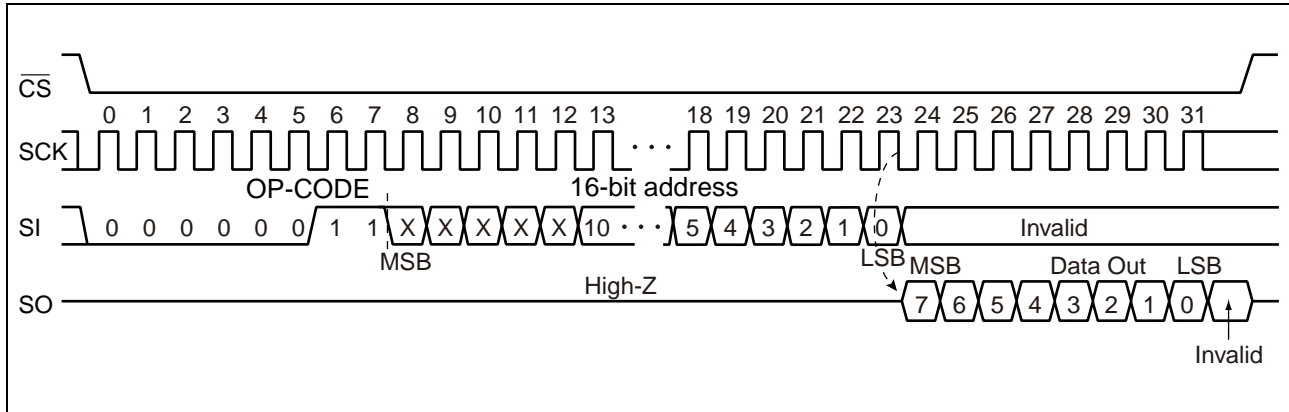 CS
0 1 2 3 4 5 6 7 8 9 10 11 12 13 18 19 20 21 22 23 24 25 26 27 28 29 30 31
SCK
OP-CODE 16-bit address
SI 0 0 0 0 0 0 1 1 X X X X X 10 5 4 3 2 1 0 Invalid
MSB LSB MSB Data Out LSB
High-Z
SO 7 6 5 4 3 2 1 0
Invalid